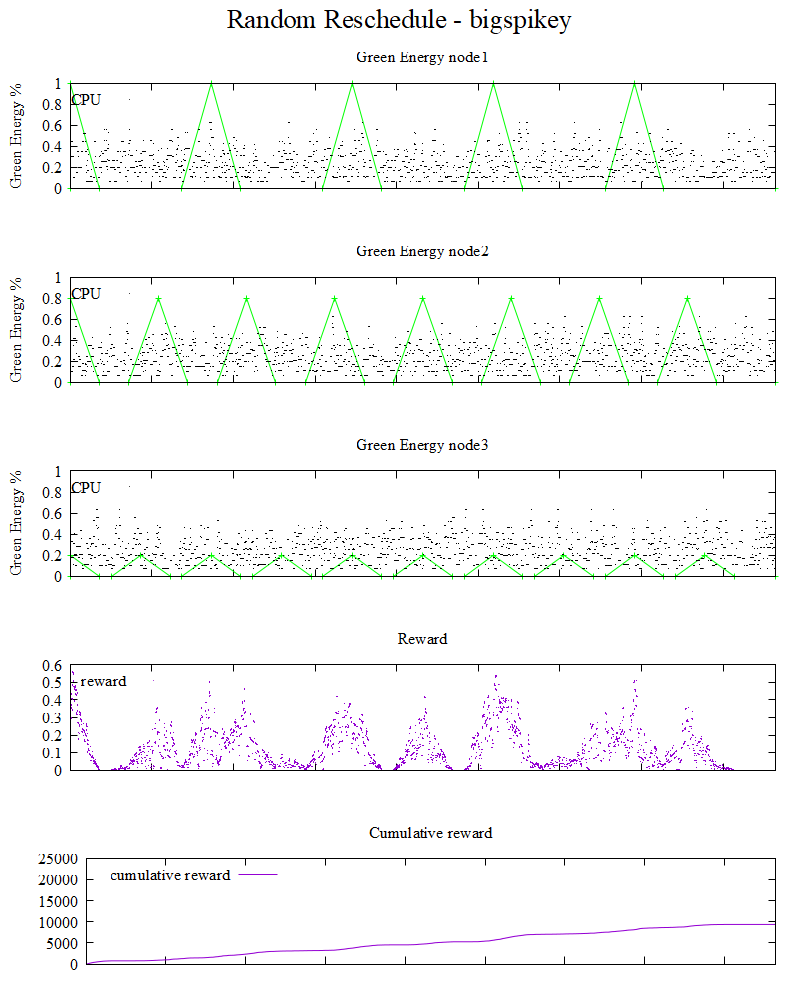 Random Reschedule - bigspikey
Green Energy node1
Green Energy %
1
0.8
0.6
0.4
0.2
0
CPU
Green Energy node2
Green Energy %
1
0.8
0.6
0.4
0.2
0
CPU
Green Energy node3
Green Energy %
1
0.8
0.6
0.4
0.2
0
CPU
Reward
0.6
0.5
0.4
0.3
0.2
0.1
0
reward
Cumulative reward
25000
20000
15000
10000
5000
0
cumulative reward